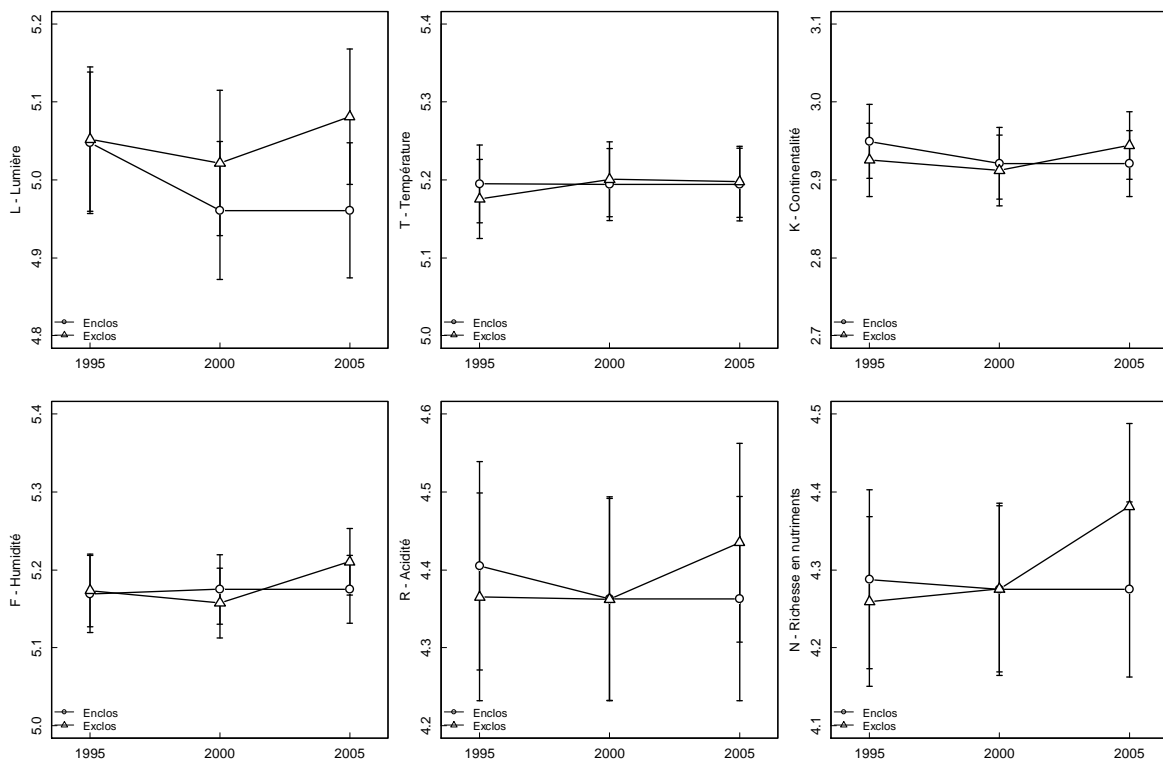 L - Lumière
5.2
5.1
5.0
4.9
4.8
Enclos
Exclos
1995
2000
2005
T - Température
5.4
5.3
5.2
5.1
5.0
Enclos
Exclos
1995
2000
2005
K - Continentalité
3.1
3.0
2.9
2.8
2.7
Enclos
Exclos
1995
2000
2005
F - Humidité
5.4
5.3
5.2
5.1
5.0
Enclos
Exclos
1995
2000
2005
R - Acidité
4.6
4.5
4.4
4.3
4.2
Enclos
Exclos
1995
2000
2005
N - Richesse en nutriments
4.5
4.4
4.3
4.2
4.1
Enclos
Exclos
1995
2000
2005